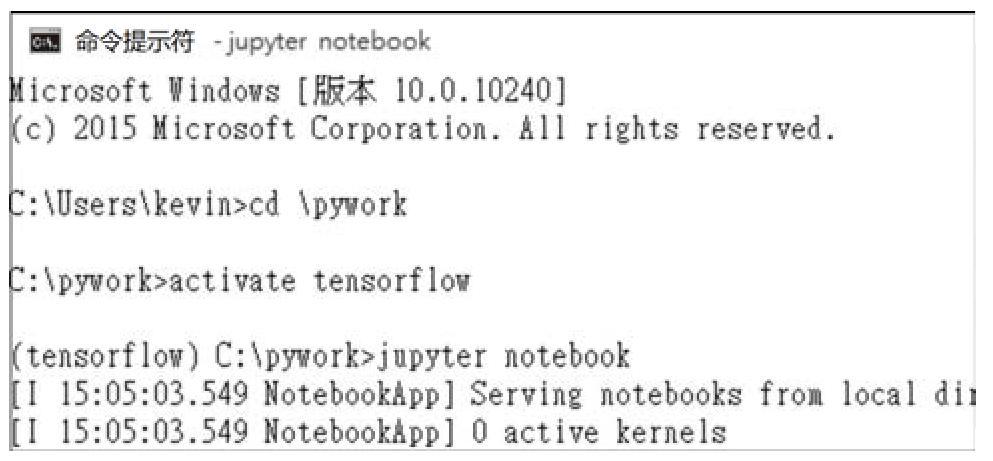 命令提示符 - jupyter notebook
Microsoft Windows [版本 10.0.10240]
(c) 2015 Microsoft Corporation. All rights reserved.
C:\Users\kevin>cd \pywork
C:\pywork>activate tensorflow
(tensorflow) C:\pywork>jupyter notebook
[I 15:05:03.549 NotebookApp] Serving notebooks from local dir
[I 15:05:03.549 NotebookApp] 0 active kernels